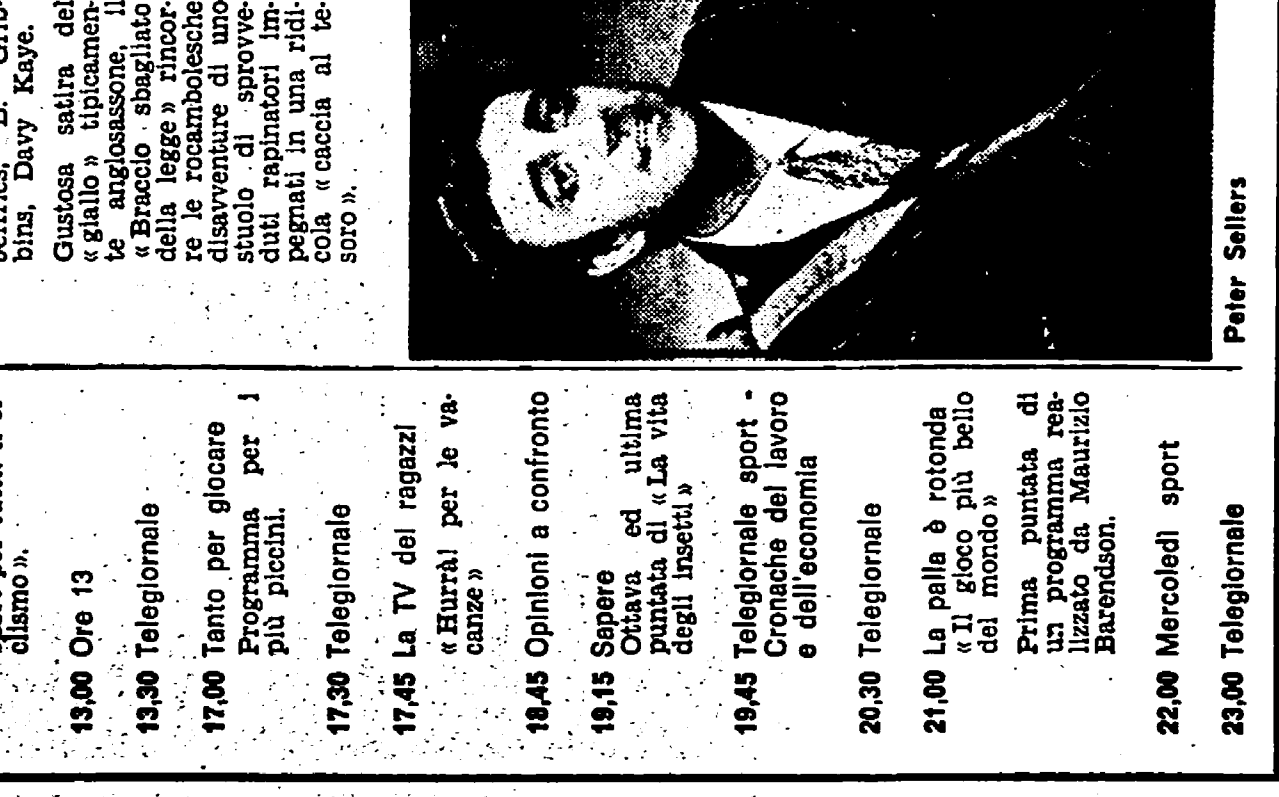 clismo».
13,00 Ore 13
13,30 Telegiornale
17,00 Tanto per giocare
Programma per i
più piccini.
17,30 Telegiornale
17,45 La TV dei ragazzi
«Hurrà! per le va-
canze»
18,45 Opinioni a confronto
19,15 Sapere
Ottava ed ultima
puntata di «La vita
degli insetti»
19,45 Telegiornale sport -
Cronache del lavoro
e dell'economia
20,30 Telegiornale
21,00 La palla è rotonda
«Il gioco più bello
del mondo»
Prima puntata di
un programma rea-
lizzato da Maurizio
Barendson.
22,00 Mercoledì sport
23,00 Telegiornale
bins, Davy Kaye.
Gustosa satira del
«giallo» tipicamen-
te anglosassone, il
«Braccio sbagliato
della legge» rincor-
re le rocambolesche
disavventure di uno
stuolo di sprovve-
duti rapinatori im-
pegnati in una ridi-
cola «caccia al te-
soro».
Peter Sellers